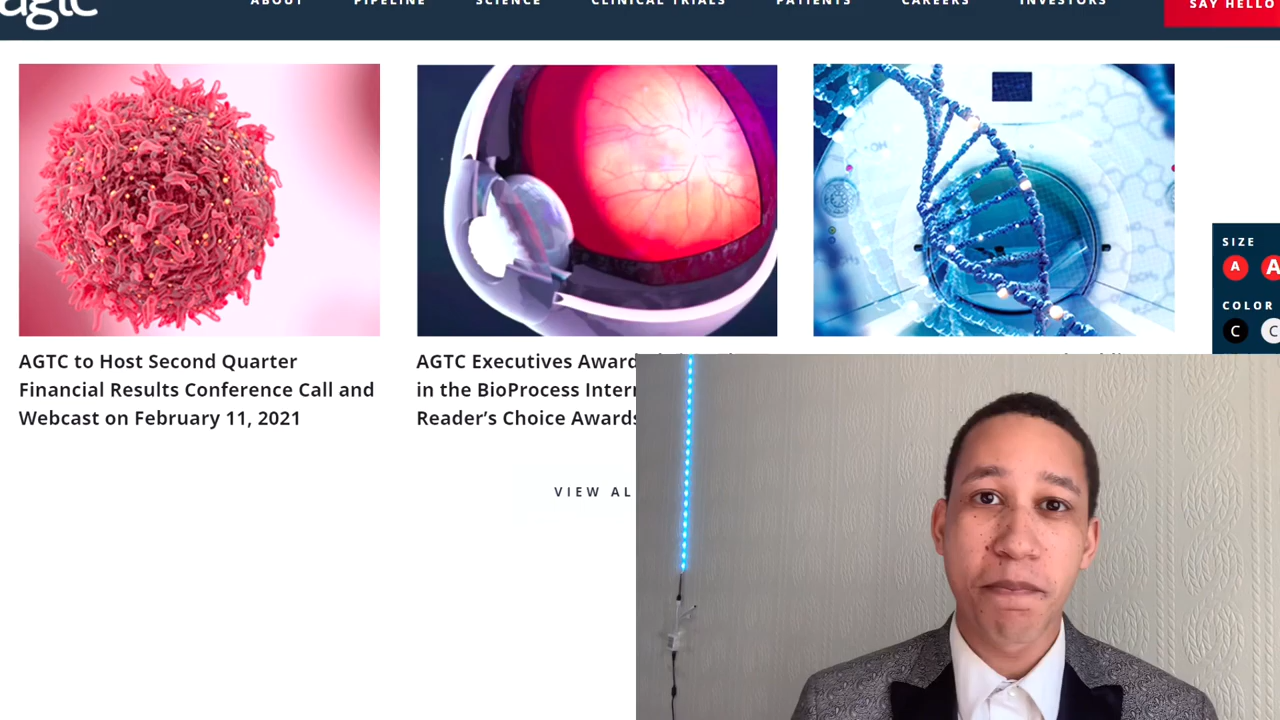 agtc
ABOUT PIPELINE SCIENCE CLINICAL TRIALS PATIENTS CAREERS INVESTORS
SAY HELLO
SIZE
A A
COLOR
C C
AGTC to Host Second Quarter
Financial Results Conference Call and
Webcast on February 11, 2021
AGTC Executives Award
in the BioProcess Inter
Reader's Choice Awards
VIEW AL